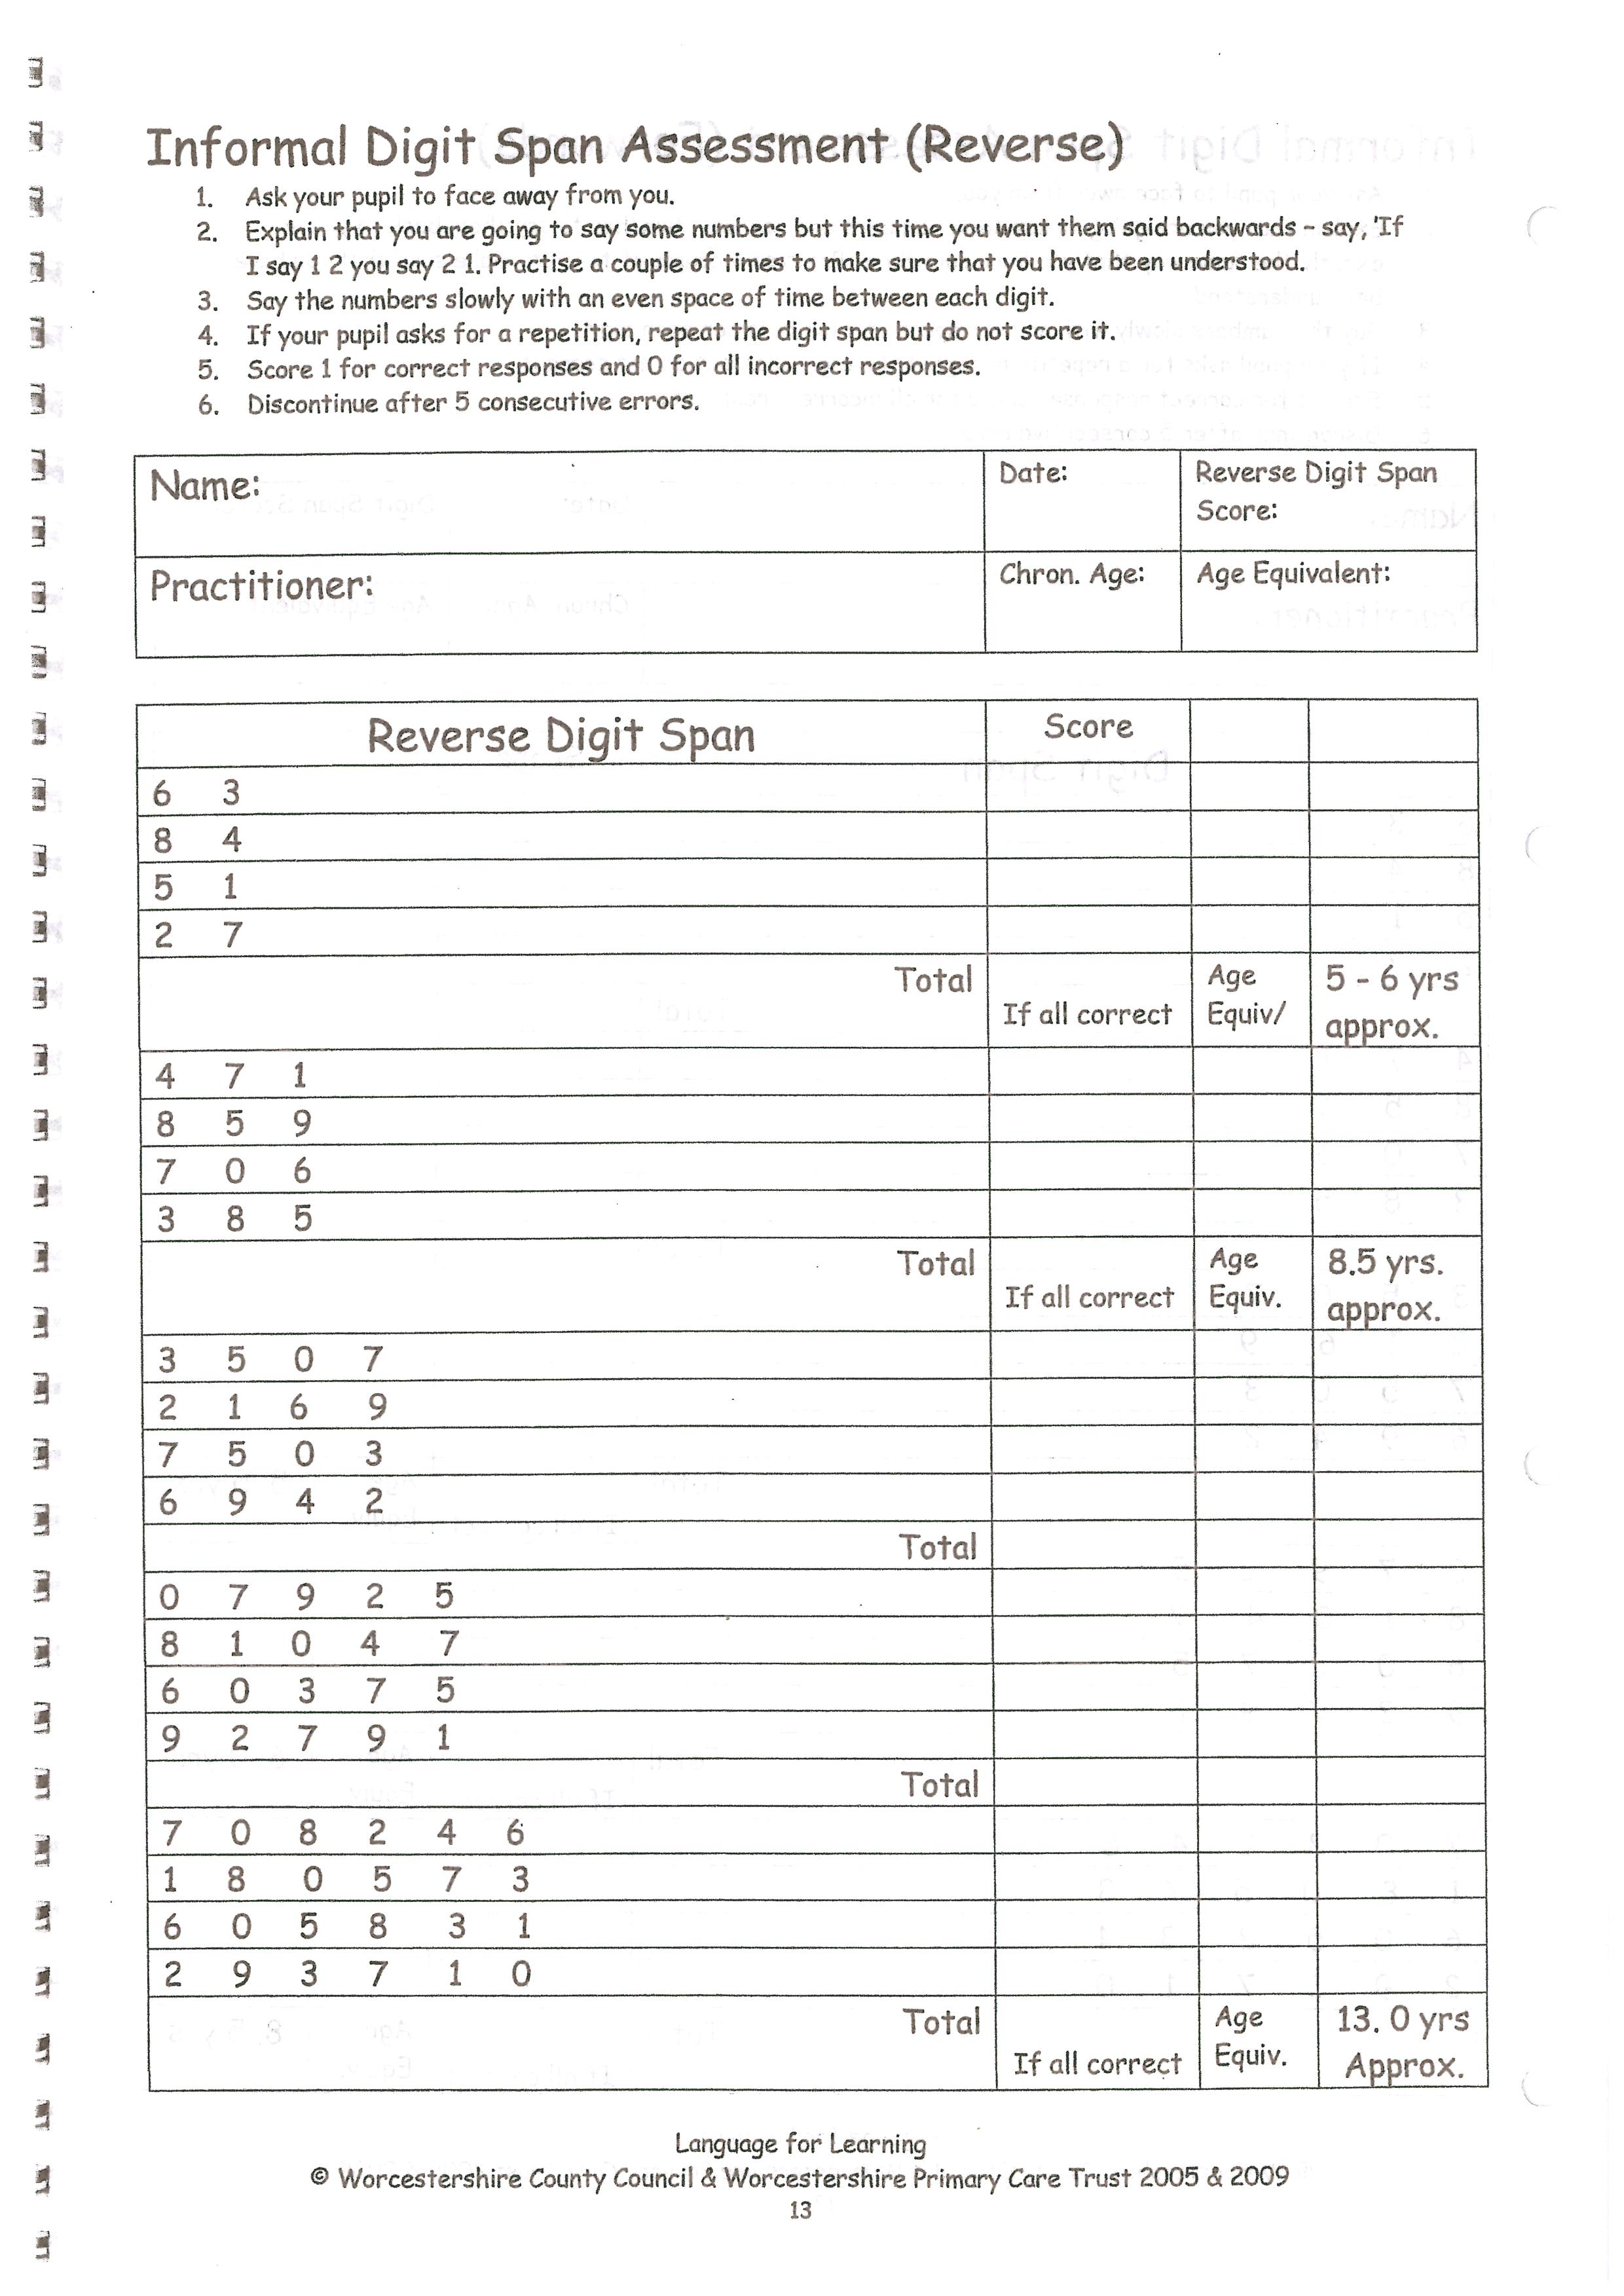 Informal Digit Span Assessment (Reverse)
1. Ask your pupil to face away from you.
2. Explain that you are going to say some numbers but this time you want them said backwards – say, 'If
I say 1 2 you say 2 1. Practise a couple of times to make sure that you have been understood.
3. Say the numbers slowly with an even space of time between each digit.
4. If your pupil asks for a repetition, repeat the digit span but do not score it.
5. Score 1 for correct responses and 0 for all incorrect responses.
6. Discontinue after 5 consecutive errors.
Name: Date: Reverse Digit Span
Score:
Practitioner: Chron. Age: Age Equivalent:
Reverse Digit Span Score
6 3
8 4
5 1
2 7
Total Age 5 - 6 yrs
If all correct Equiv/ approx.
4 7 1
8 5 9
7 0 6
3 8 5
Total Age 8.5 yrs.
If all correct Equiv. approx.
3 5 0 7
2 1 6 9
7 5 0 3
6 9 4 2
Total
0 7 9 2 5
8 1 0 4 7
6 0 3 7 5
9 2 7 9 1
Total
7 0 8 2 4 6
1 8 0 5 7 3
6 0 5 8 3 1
2 9 3 7 1 0
Total Age 13. 0 yrs
If all correct Equiv. Approx.
Language for Learning
© Worcestershire County Council & Worcestershire Primary Care Trust 2005 & 2009
13